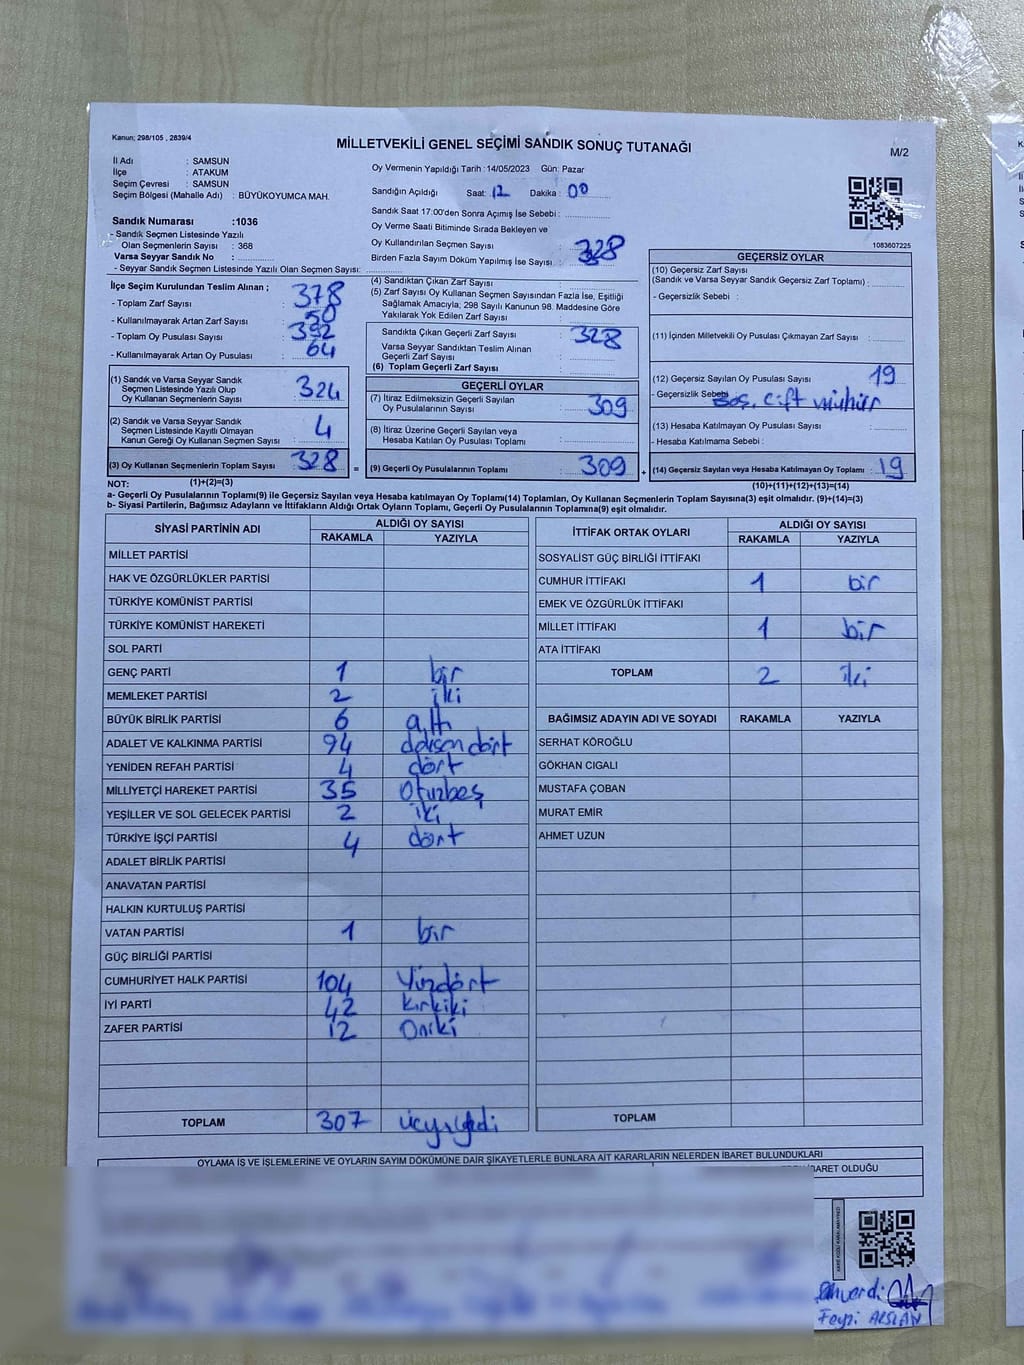 Kanun; 298/105 , 2839/4
MİLLETVEKİLİ GENEL SEÇİMİ SANDIK SONUÇ TUTANAĞI
M/2
İl Adı : SAMSUN
İlçe : ATAKUM
Seçim Çevresi : SAMSUN
Seçim Bölgesi (Mahalle Adı) : BÜYÜKOYUMCA MAH.
Sandık Numarası :1036
- Sandık Seçmen Listesinde Yazılı
Olan Seçmenlerin Sayısı : 368
Varsa Seyyar Sandık No :
- Seyyar Sandık Seçmen Listesinde Yazılı Olan Seçmen Sayısı:
Oy Vermenin Yapıldığı Tarih : 14/05/2023 Gün: Pazar
Sandığın Açıldığı Saat: 12 Dakika : 00
Sandık Saat 17:00'den Sonra Açımış İse Sebebi :
Oy Verme Saati Bitiminde Sırada Bekleyen ve
Oy Kullandırılan Seçmen Sayısı : 328
Birden Fazla Sayım Döküm Yapılmış İse Sayısı :
1083607225
İlçe Seçim Kurulundan Teslim Alınan ;
- Toplam Zarf Sayısı : 378
- Kullanılmayarak Artan Zarf Sayısı : 50
- Toplam Oy Pusulası : 392
- Kullanılmayarak Artan Oy Pusulası : 64
(1) Sandık ve Varsa Seyyar Sandık
Seçmen Listesinde Yazılı Olup
Oy Kullanan Seçmenlerin Sayısı : 324
(2) Sandık ve Varsa Seyyar Sandık
Seçmen Listesinde Kayıtlı Olmayan
Kanun Gereği Oy Kullanan Seçmen Sayısı : 4
(3) Oy Kullanan Seçmenlerin Toplam Sayısı : 328
(1)+(2)=(3)
(4) Sandıktan Çıkan Zarf Sayısı :
(5) Zarf Sayısı Oy Kullanan Seçmen Sayısından Fazla İse, Eşitliği
Sağlamak Amacıyla; 298 Sayılı Kanunun 98. Maddesine Göre
Yakılarak Yok Edilen Zarf Sayısı :
Sandıkta Çıkan Geçerli Zarf Sayısı : 328
Varsa Seyyar Sandıktan Teslim Alınan
Geçerli Zarf Sayısı :
(6) Toplam Geçerli Zarf Sayısı :
GEÇERLİ OYLAR
(7) İtiraz Edilmeksizin Geçerli Sayılan
Oy Pusulalarının Sayısı : 309
(8) İtiraz Üzerine Geçerli Sayılan veya
Hesaba Katılan Oy Pusulası Toplamı :
= (9) Geçerli Oy Pusulalarının Toplamı : 309
GEÇERSİZ OYLAR
(10) Geçersiz Zarf Sayısı
(Sandık ve Varsa Seyyar Sandık Geçersiz Zarf Toplamı) :
- Geçersizlik Sebebi :
(11) İçinden Milletvekili Oy Pusulası Çıkmayan Zarf Sayısı :
(12) Geçersiz Sayılan Oy Pusulası Sayısı : 19
- Geçersizlik Sebebi Boş, çift mühür
(13) Hesaba Katılmayan Oy Pusulası Sayısı :
- Hesaba Katılmama Sebebi :
+ (14) Geçersiz Sayılan veya Hesaba Katılmayan Oy Toplamı : 19
(10)+(11)+(12)+(13)=(14)
NOT:
a- Geçerli Oy Pusulalarının Toplamı(9) ile Geçersiz Sayılan veya Hesaba katılmayan Oy Toplamı(14) Toplamları, Oy Kullanan Seçmenlerin Toplam Sayısına(3) eşit olmalıdır. (9)+(14)=(3)
b- Siyasi Partilerin, Bağımsız Adayların ve İttifakların Aldığı Ortak Oyların Toplamı, Geçerli Oy Pusulalarının Toplamına(9) eşit olmalıdır.
SİYASİ PARTİNİN ADI ALDIĞI OY SAYISI
RAKAMLA YAZIYLA
MİLLET PARTİSİ
HAK VE ÖZGÜRLÜKLER PARTİSİ
TÜRKİYE KOMÜNİST PARTİSİ
TÜRKİYE KOMÜNİST HAREKETİ
SOL PARTİ
GENÇ PARTİ 1 bir
MEMLEKET PARTİSİ 2 iki
BÜYÜK BİRLİK PARTİSİ 6 altı
ADALET VE KALKINMA PARTİSİ 94 doksan dört
YENİDEN REFAH PARTİSİ 4 dört
MİLLİYETÇİ HAREKET PARTİSİ 35 Otuzbeş
YEŞİLLER VE SOL GELECEK PARTİSİ 2 iki
TÜRKİYE İŞÇİ PARTİSİ 4 dört
ADALET BİRLİK PARTİSİ
ANAVATAN PARTİSİ
HALKIN KURTULUŞ PARTİSİ
VATAN PARTİSİ 1 bir
GÜÇ BİRLİĞİ PARTİSİ
CUMHURİYET HALK PARTİSİ 104 Yüzdört
İYİ PARTİ 42 Kırkiki
ZAFER PARTİSİ 12 Oniki
TOPLAM 307 üçyüzyedi
İTTİFAK ORTAK OYLARI ALDIĞI OY SAYISI
RAKAMLA YAZIYLA
SOSYALİST GÜÇ BİRLİĞİ İTTİFAKI
CUMHUR İTTİFAKI 1 bir
EMEK VE ÖZGÜRLÜK İTTİFAKI
MİLLET İTTİFAKI 1 bir
ATA İTTİFAKI
TOPLAM 2 iki
BAĞIMSIZ ADAYIN ADI VE SOYADI RAKAMLA YAZIYLA
SERHAT KÖROĞLU
GÖKHAN CIGALI
MUSTAFA ÇOBAN
MURAT EMİR
AHMET UZUN
TOPLAM
OYLAMA İŞ VE İŞLEMLERİNE VE OYLARIN SAYIM DÖKÜMÜNE DAİR ŞİKAYETLERLE BUNLARA AİT KARARLARIN NELERDEN İBARET BULUNDUKLARI
İBARET OLDUĞU
Feyzi ARSLAN